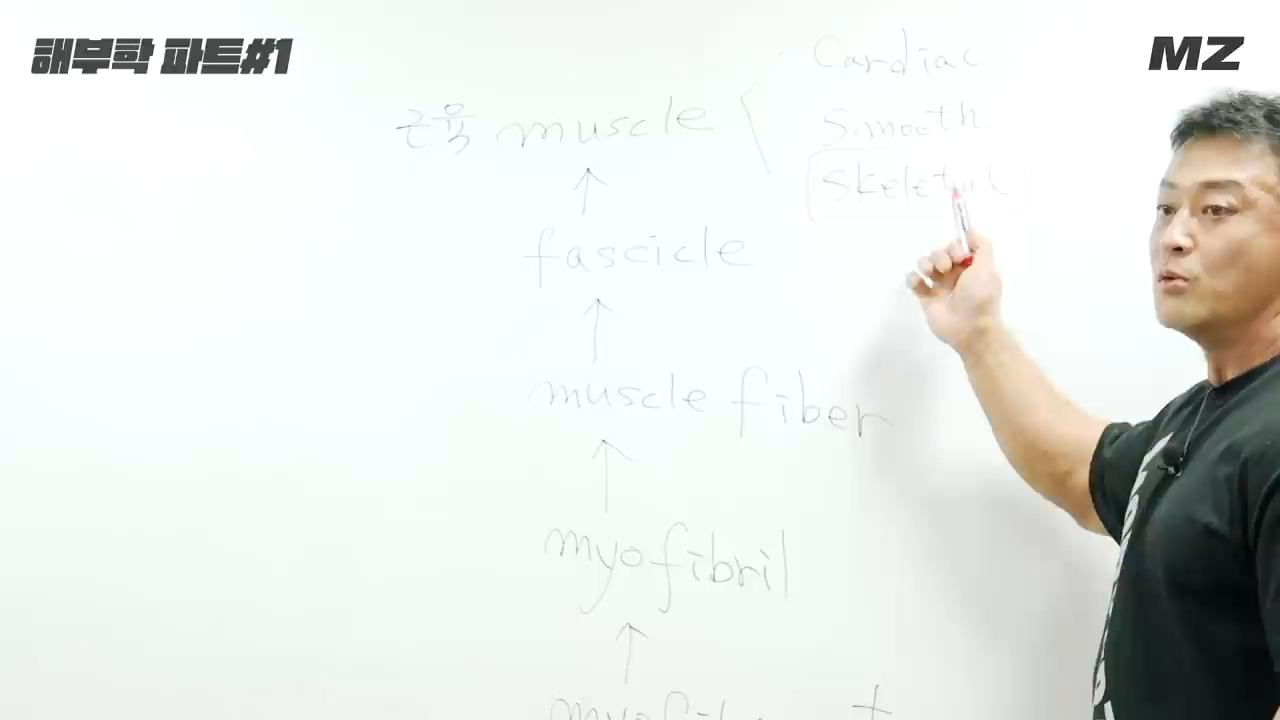 해부학 파트#1
MZ
Cardiac
근육 muscle
Smooth
Skeletal
fascicle
muscle fiber
myofibril